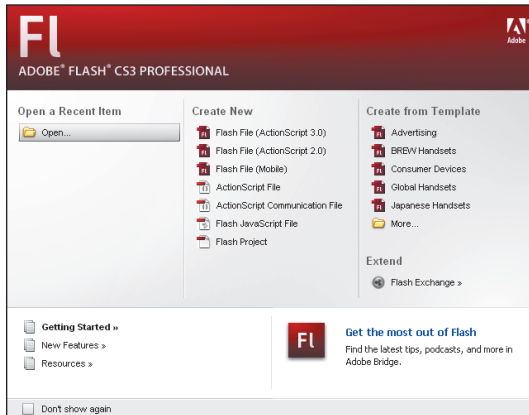 Fl
Adobe
ADOBE® FLASH® CS3 PROFESSIONAL
Open a Recent Item
Open...
Create New
Flash File (ActionScript 3.0)
Flash File (ActionScript 2.0)
Flash File (Mobile)
ActionScript File
ActionScript Communication File
Flash JavaScript File
Flash Project
Create from Template
Advertising
BREW Handsets
Consumer Devices
Global Handsets
Japanese Handsets
More...
Extend
Flash Exchange »
Getting Started »
New Features »
Resources »
Fl
Get the most out of Flash
Find the latest tips, podcasts, and more in
Adobe Bridge.
Don't show again